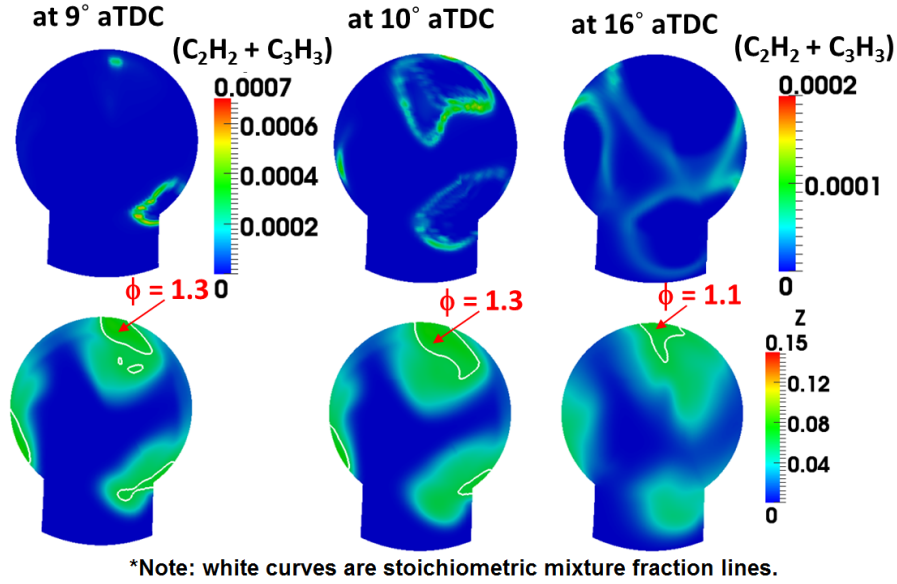 at 9° aTDC
at 10° aTDC
at 16° aTDC
(C₂H₂ + C₃H₃)
0.0007
0.0006
0.0004
0.0002
0
(C₂H₂ + C₃H₃)
0.0002
0.0001
0
ϕ = 1.3
ϕ = 1.3
ϕ = 1.1
Z
0.15
0.12
0.08
0.04
0
*Note: white curves are stoichiometric mixture fraction lines.